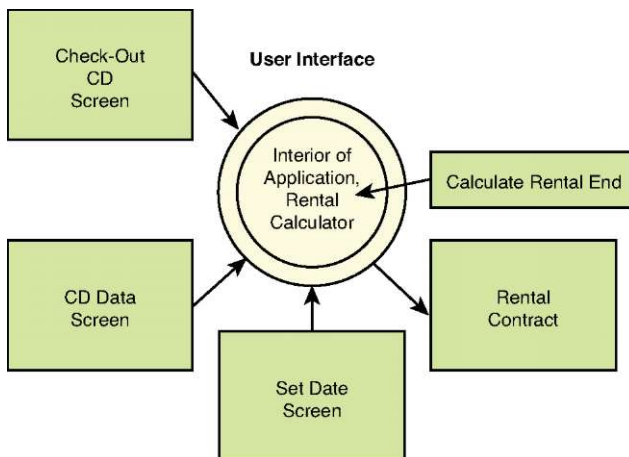 Check-Out
CD
Screen
User Interface
Interior of
Application,
Rental
Calculator
Calculate Rental End
CD Data
Screen
Rental
Contract
Set Date
Screen